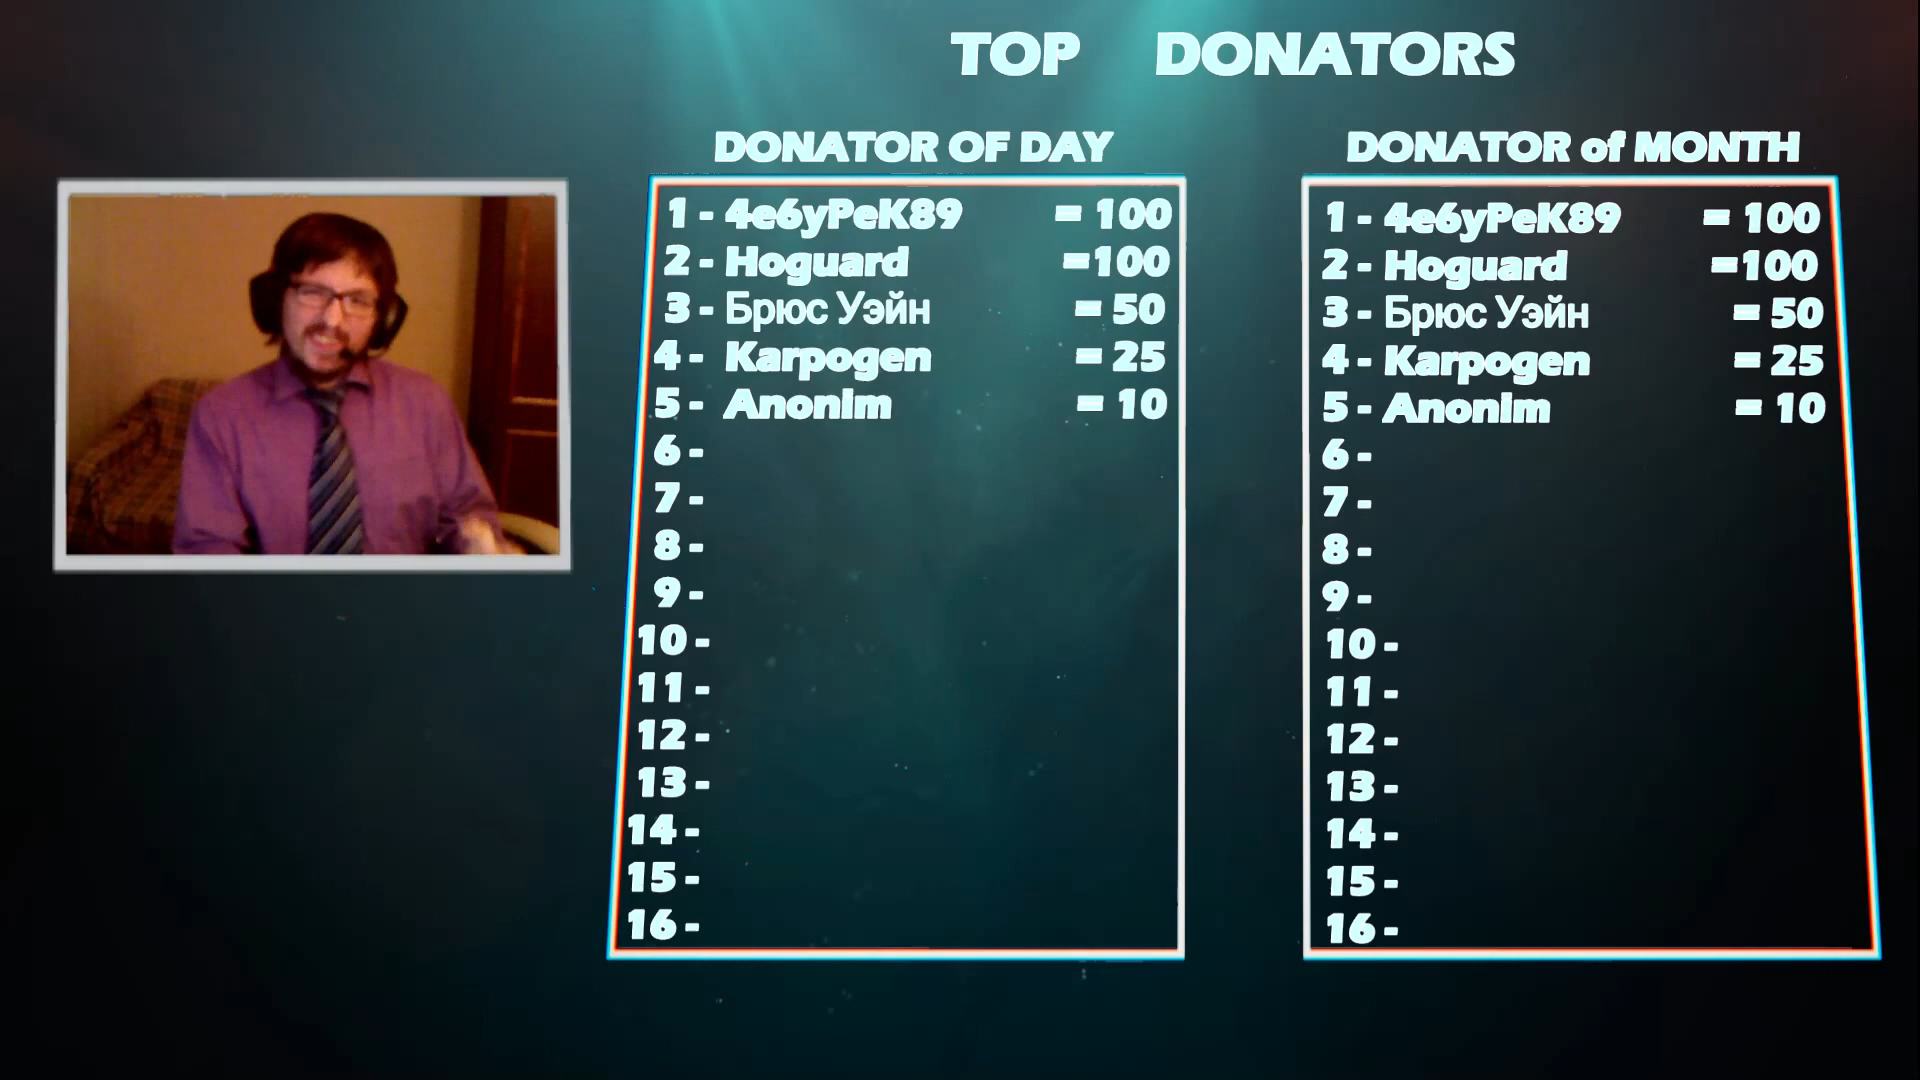 TOP DONATORS
DONATOR OF DAY
1 - 4e6yPeK89 = 100
2 - Hoguard =100
3 - Брюс Уэйн = 50
4 - Karpogen = 25
5 - Anonim = 10
6 -
7 -
8 -
9 -
10 -
11 -
12 -
13 -
14 -
15 -
16 -
DONATOR of MONTH
1 - 4e6yPeK89 = 100
2 - Hoguard =100
3 - Брюс Уэйн = 50
4 - Karpogen = 25
5 - Anonim = 10
6 -
7 -
8 -
9 -
10 -
11 -
12 -
13 -
14 -
15 -
16 -